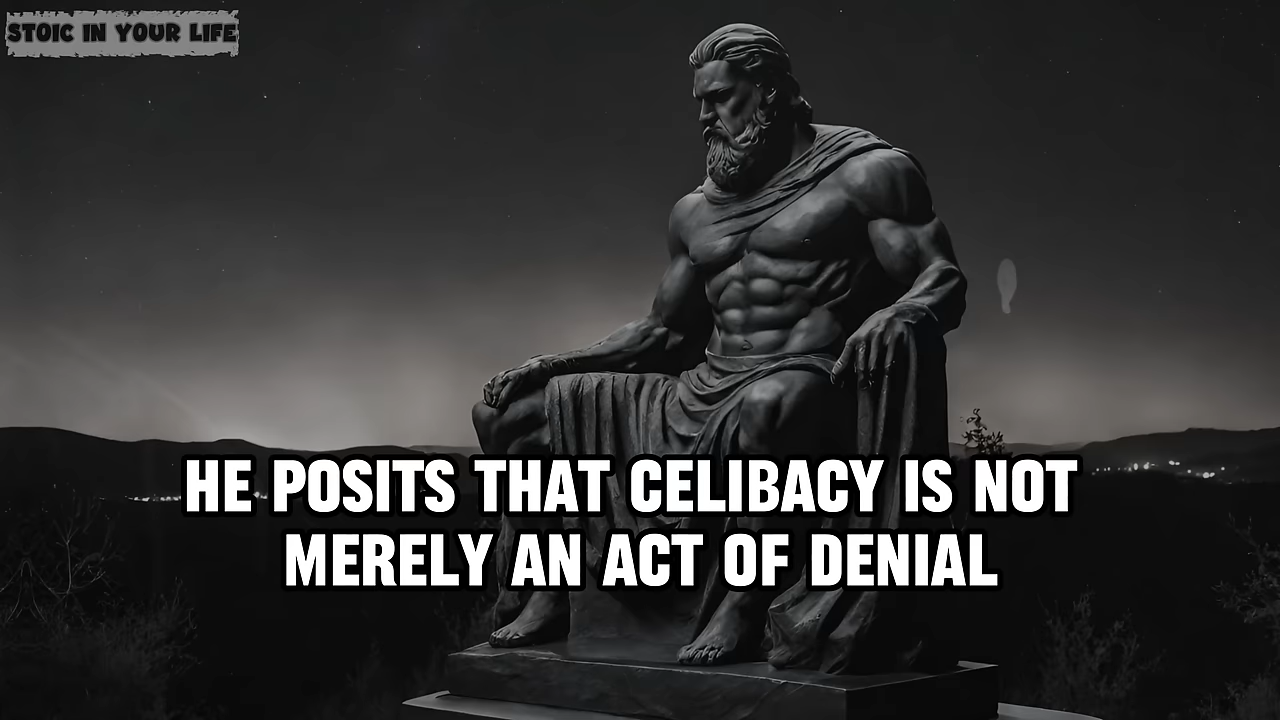 STOIC IN YOUR LIFE
HE POSITS THAT CELIBACY IS NOT
MERELY AN ACT OF DENIAL